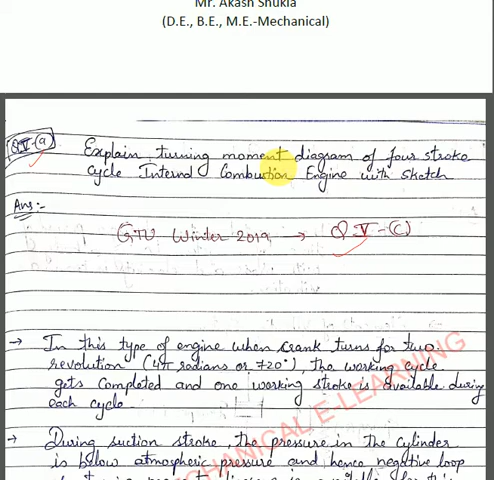 Mr. Akash Shukla
(D.E., B.E., M.E.-Mechanical)
Q.V-(a)
Explain turning moment diagram of four stroke
cycle Internal Combustion Engine with sketch
Ans:-
GTU Winter 2019 → Q V-(C)
→ In this type of engine when crank turns for two
revolution (4π radians or 720°), the working cycle
gets completed and one working stroke is available during
each cycle.
→ During suction stroke, the pressure in the cylinder
is below atmospheric pressure and hence negative loop
MECHANICAL E-LEARNING